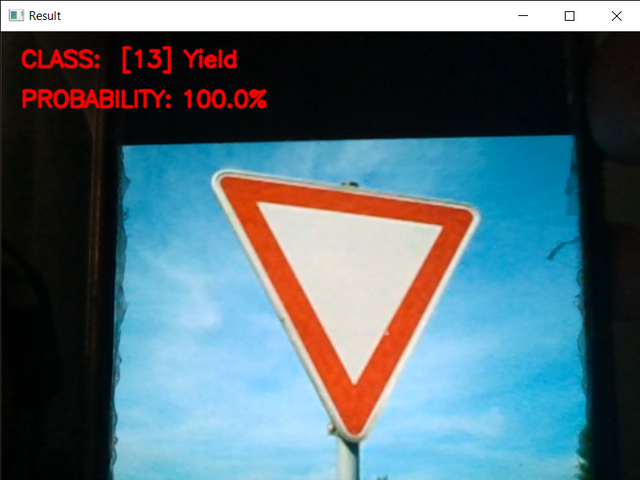 Result
CLASS: [13] Yield
PROBABILITY: 100.0%